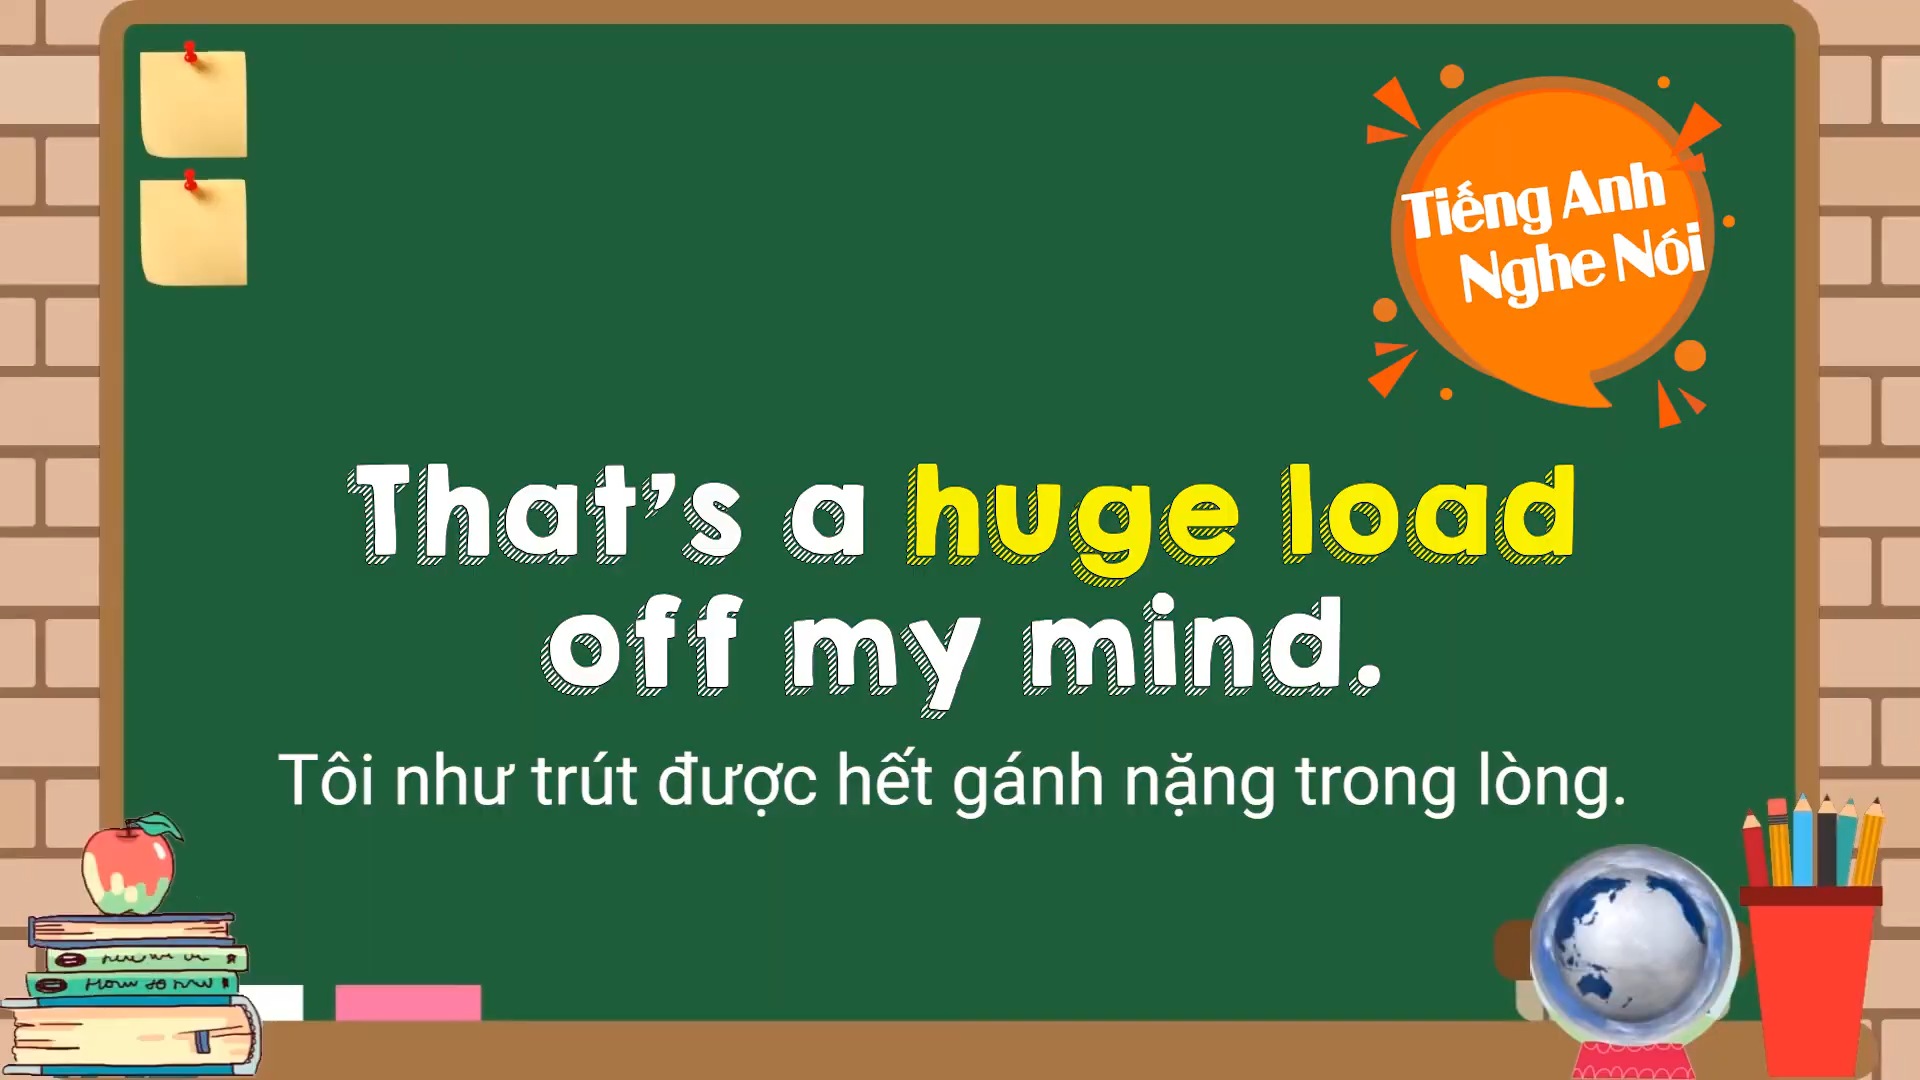 Tiếng Anh
Nghe Nói
That's a huge load
off my mind.
Tôi như trút được hết gánh nặng trong lòng.